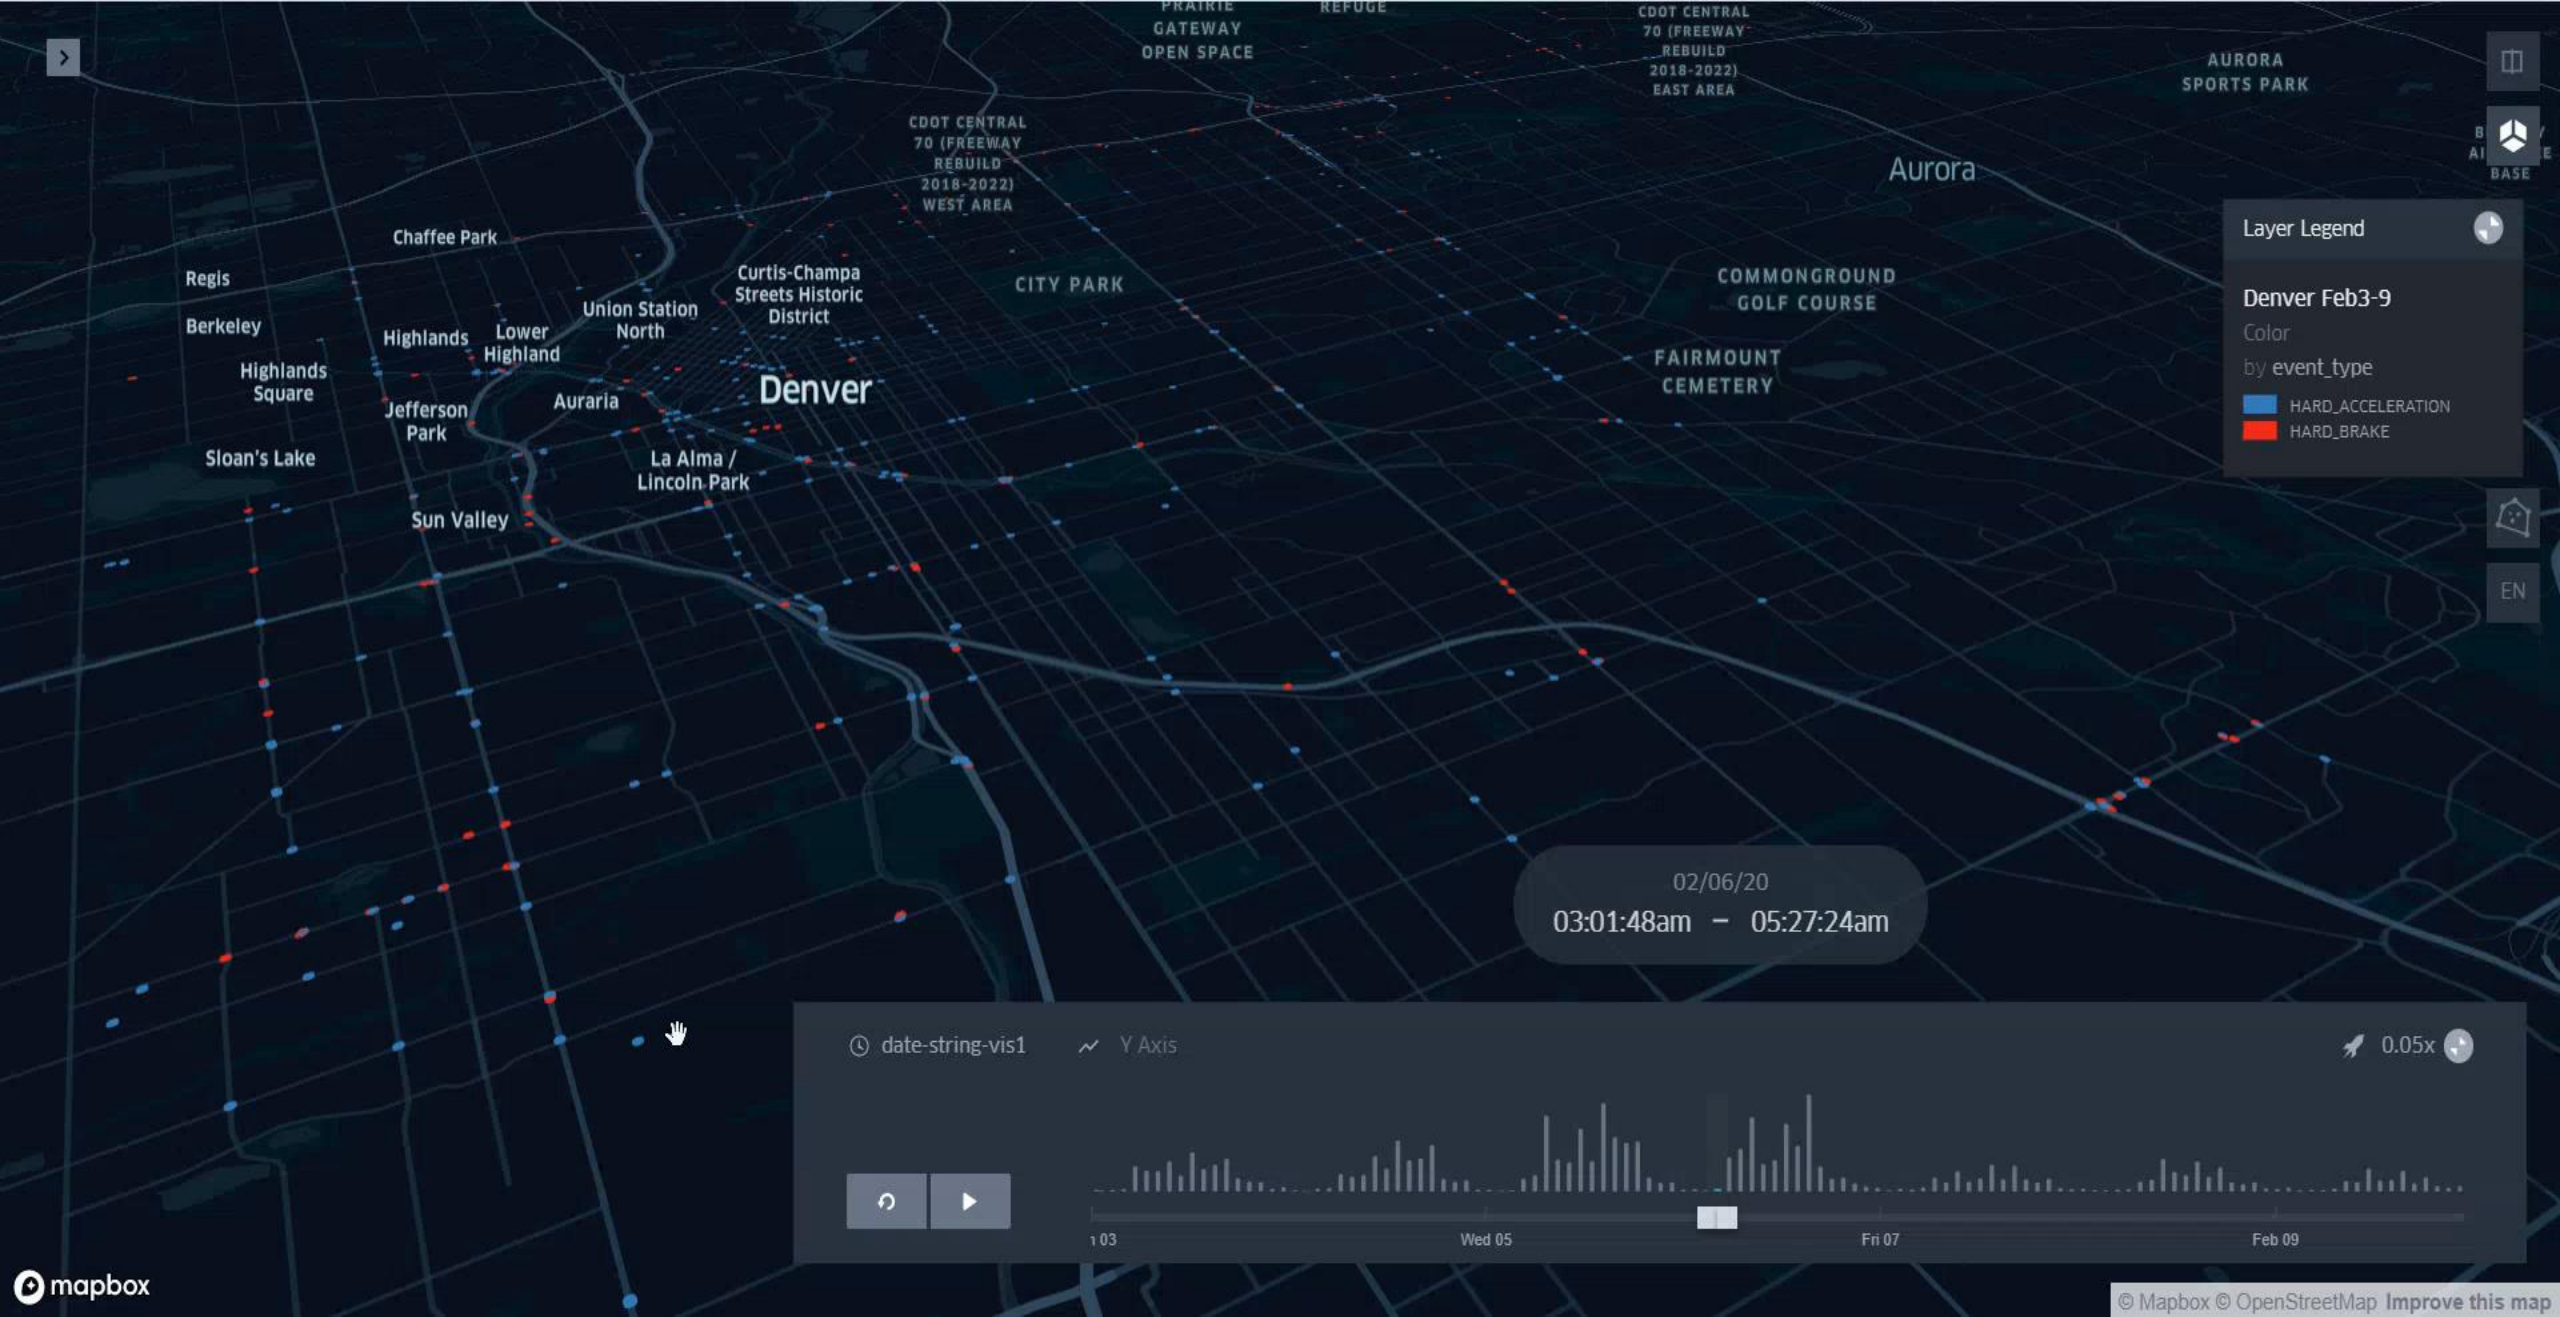 PRAIRIE
GATEWAY
OPEN SPACE
REFUGE
CDOT CENTRAL
70 (FREEWAY
REBUILD
2018-2022)
EAST AREA
AURORA
SPORTS PARK
CDOT CENTRAL
70 (FREEWAY
REBUILD
2018-2022)
WEST AREA
BASE
Aurora
Chaffee Park
Regis
Berkeley
Highlands
Lower
Highland
Union Station
North
Curtis-Champa
Streets Historic
District
CITY PARK
COMMONGROUND
GOLF COURSE
FAIRMOUNT
CEMETERY
Highlands
Square
Jefferson
Park
Auraria
Denver
Sloan's Lake
La Alma /
Lincoln Park
Sun Valley
Layer Legend
Denver Feb3-9
Color
by event_type
HARD_ACCELERATION
HARD_BRAKE
EN
02/06/20
03:01:48am – 05:27:24am
date-string-vis1
Y Axis
0.05x
03
Wed 05
Fri 07
Feb 09
mapbox
© Mapbox © OpenStreetMap Improve this map